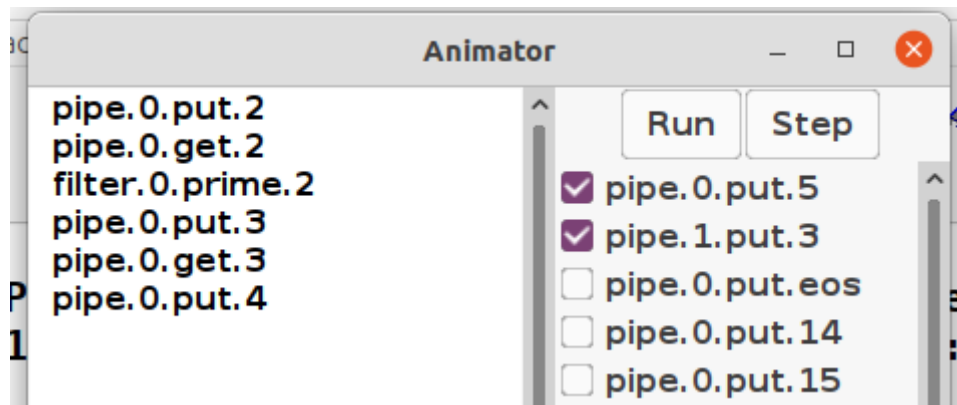 Animator
pipe.0.put.2
pipe.0.get.2
filter.0.prime.2
pipe.0.put.3
pipe.0.get.3
pipe.0.put.4
Run Step
pipe.0.put.5
pipe.1.put.3
pipe.0.put.eos
pipe.0.put.14
pipe.0.put.15